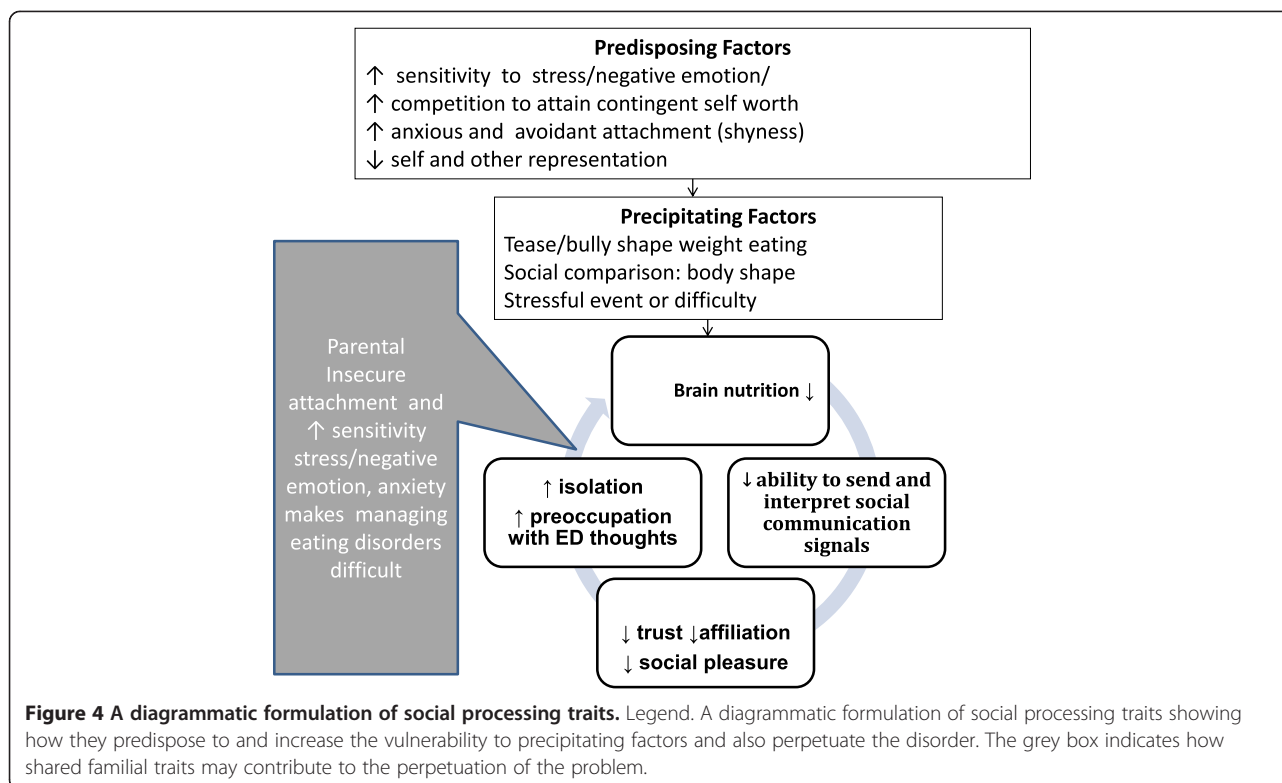 Predisposing Factors
↑ sensitivity to stress/negative emotion/
↑ competition to attain contingent self worth
↑ anxious and avoidant attachment (shyness)
↓ self and other representation
Precipitating Factors
Tease/bully shape weight eating
Social comparison: body shape
Stressful event or difficulty
Parental
Insecure
attachment and
↑ sensitivity
stress/negative
emotion, anxiety
makes managing
eating disorders
difficult
Brain nutrition ↓
↓ ability to send and
interpret social
communication
signals
↓ trust ↓affiliation
↓ social pleasure
↑ isolation
↑ preoccupation
with ED thoughts
Figure 4 A diagrammatic formulation of social processing traits. Legend. A diagrammatic formulation of social processing traits showing
how they predispose to and increase the vulnerability to precipitating factors and also perpetuate the disorder. The grey box indicates how
shared familial traits may contribute to the perpetuation of the problem.